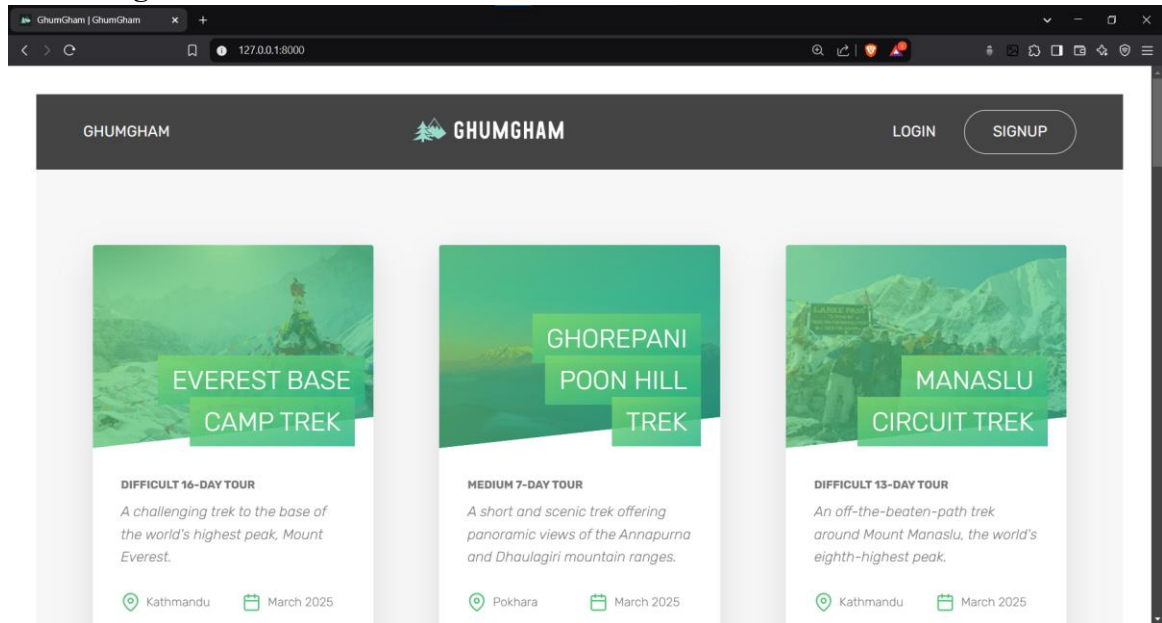 GhumGham | GhumGham
127.0.0.1:8000
GHUMGHAM
GHUMGHAM
LOGIN
SIGNUP
EVEREST BASE
CAMP TREK
DIFFICULT 16-DAY TOUR
A challenging trek to the base of
the world's highest peak, Mount
Everest.
Kathmandu
March 2025
GHOREPANI
POON HILL
TREK
MEDIUM 7-DAY TOUR
A short and scenic trek offering
panoramic views of the Annapurna
and Dhaulagiri mountain ranges.
Pokhara
March 2025
LARKE PASS
MANASLU
CIRCUIT TREK
DIFFICULT 13-DAY TOUR
An off-the-beaten-path trek
around Mount Manaslu, the world's
eighth-highest peak.
Kathmandu
March 2025